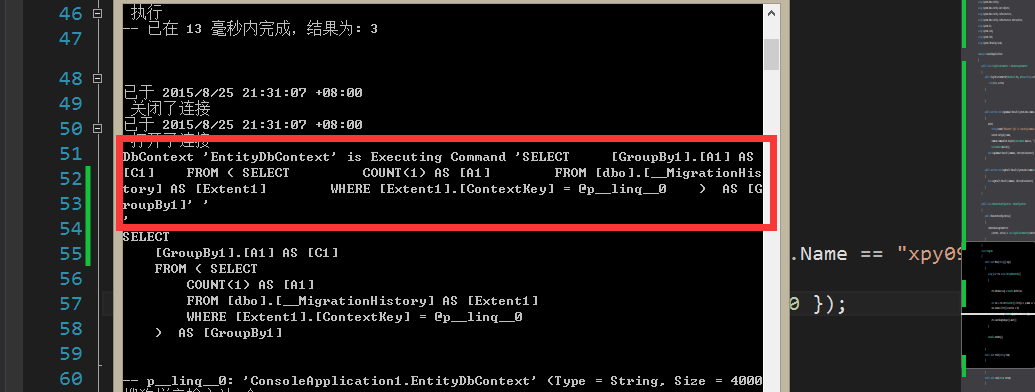 46
47
48
49
50
51
52
53
54
55
56
57
58
59
60
执行
-- 已在 13 毫秒内完成，结果为: 3
已于 2015/8/25 21:31:07 +08:00
关闭了连接
已于 2015/8/25 21:31:07 +08:00
打开了连接
DbContext 'EntityDbContext' is Executing Command 'SELECT [GroupBy1].[A1] AS
[C1] FROM ( SELECT COUNT(1) AS [A1] FROM [dbo].[__MigrationHis
tory] AS [Extent1] WHERE [Extent1].[ContextKey] = @p__linq__0 ) AS [G
roupBy1]' '
'
SELECT
[GroupBy1].[A1] AS [C1]
FROM ( SELECT
COUNT(1) AS [A1]
FROM [dbo].[__MigrationHistory] AS [Extent1]
WHERE [Extent1].[ContextKey] = @p__linq__0
) AS [GroupBy1]
-- p__linq__0: 'ConsoleApplication1.EntityDbContext' (Type = String, Size = 4000
.Name == "xpy09
0 });